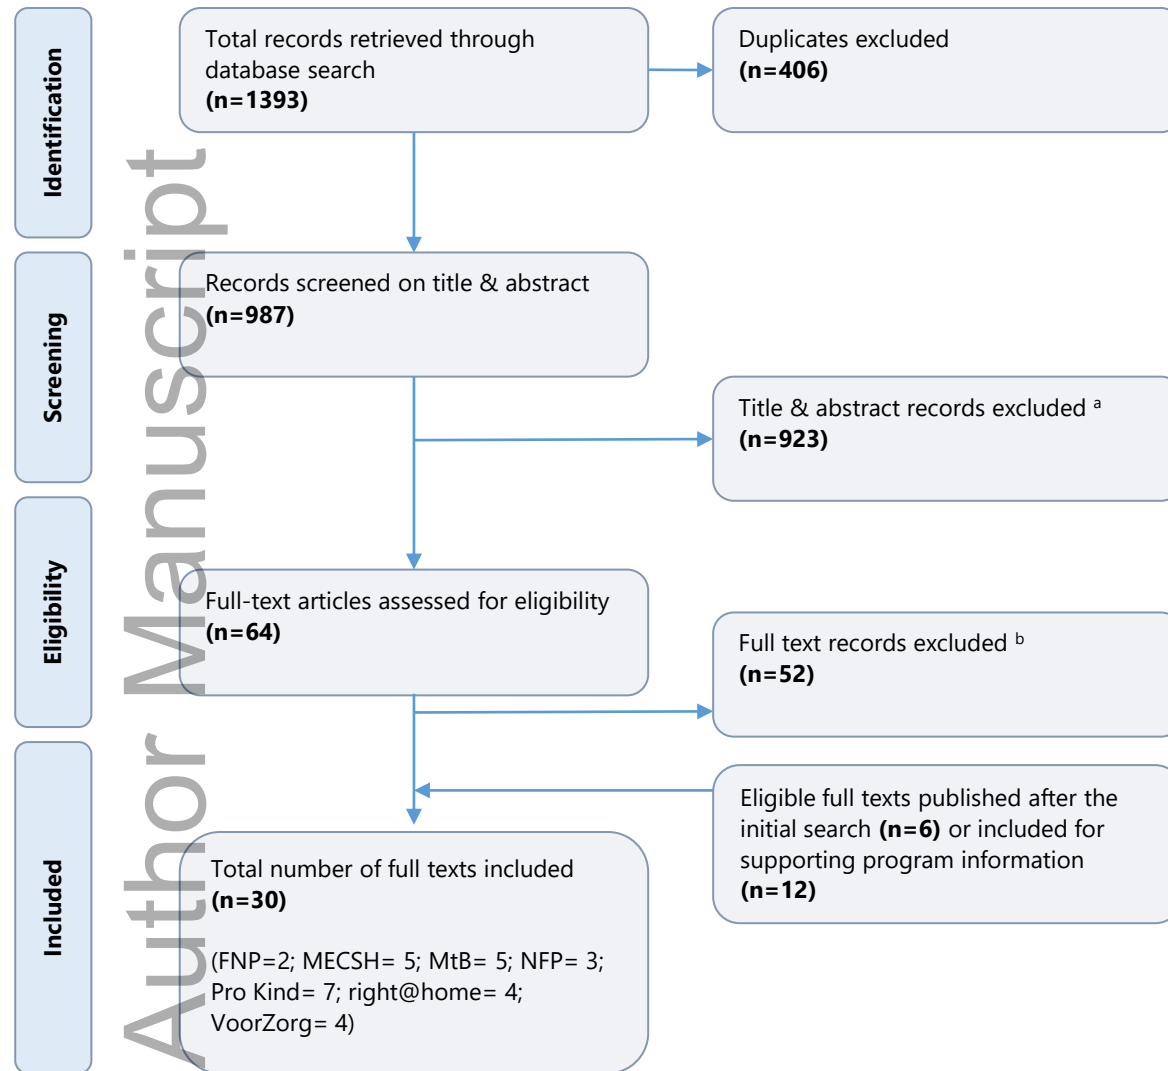 Identification
Total records retrieved through
database search
(n=1393)
Duplicates excluded
(n=406)
Screening
Records screened on title & abstract
(n=987)
Title & abstract records excluded a
(n=923)
Eligibility
Full-text articles assessed for eligibility
(n=64)
Full text records excluded b
(n=52)
Included
Eligible full texts published after the
initial search (n=6) or included for
supporting program information
(n=12)
Total number of full texts included
(n=30)
(FNP=2; MECSH= 5; MtB= 5; NFP= 3;
Pro Kind= 7; right@home= 4;
VoorZorg= 4)
Author Manuscript